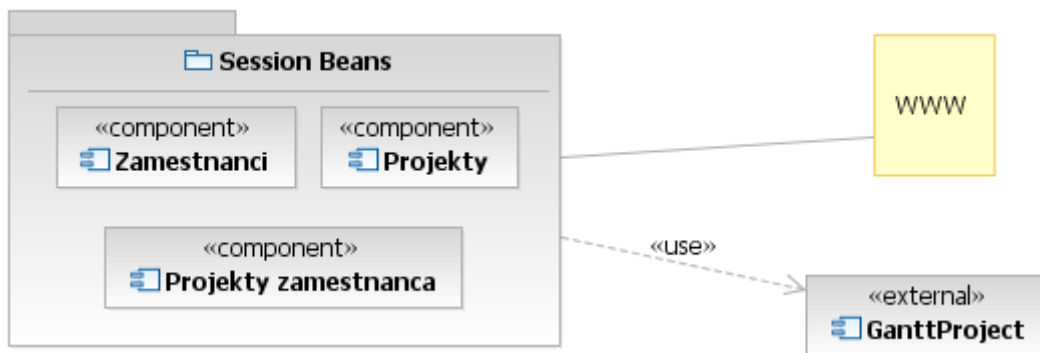 Session Beans
«component»
Zamestnanci
«component»
Projekty
«component»
Projekty zamestnanca
www
«use»
«external»
GanttProject